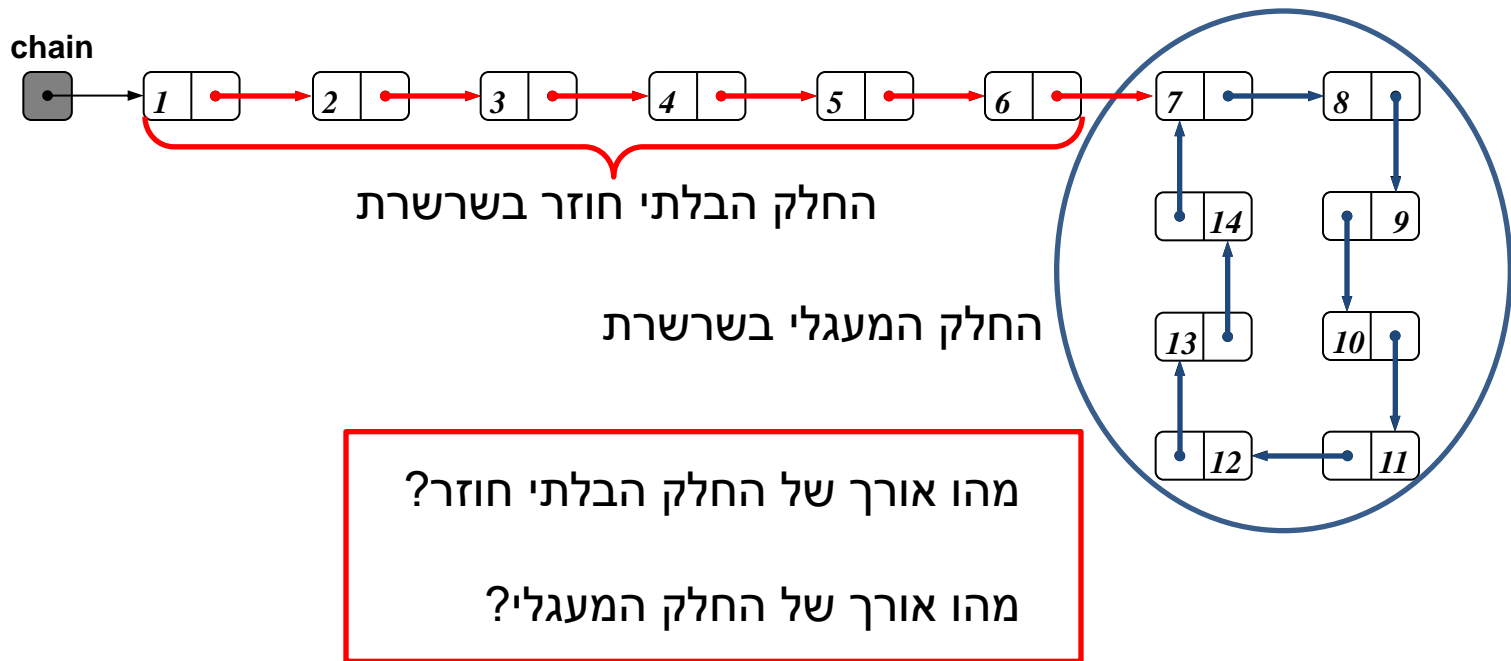 chain
1 2 3 4 5 6 7 8
החלק הבלתי חוזר בשרשרת
14 9
החלק המעגלי בשרשרת
13 10
12 11
מהו אורך של החלק הבלתי חוזר?
מהו אורך של החלק המעגלי?